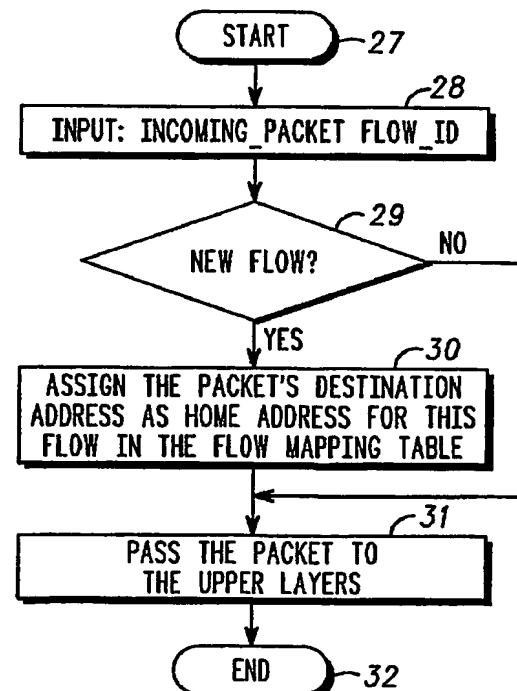 START
27
28
INPUT: INCOMING_PACKET FLOW_ID
29
NEW FLOW?
NO
YES
30
ASSIGN THE PACKET'S DESTINATION
ADDRESS AS HOME ADDRESS FOR THIS
FLOW IN THE FLOW MAPPING TABLE
31
PASS THE PACKET TO
THE UPPER LAYERS
END
32